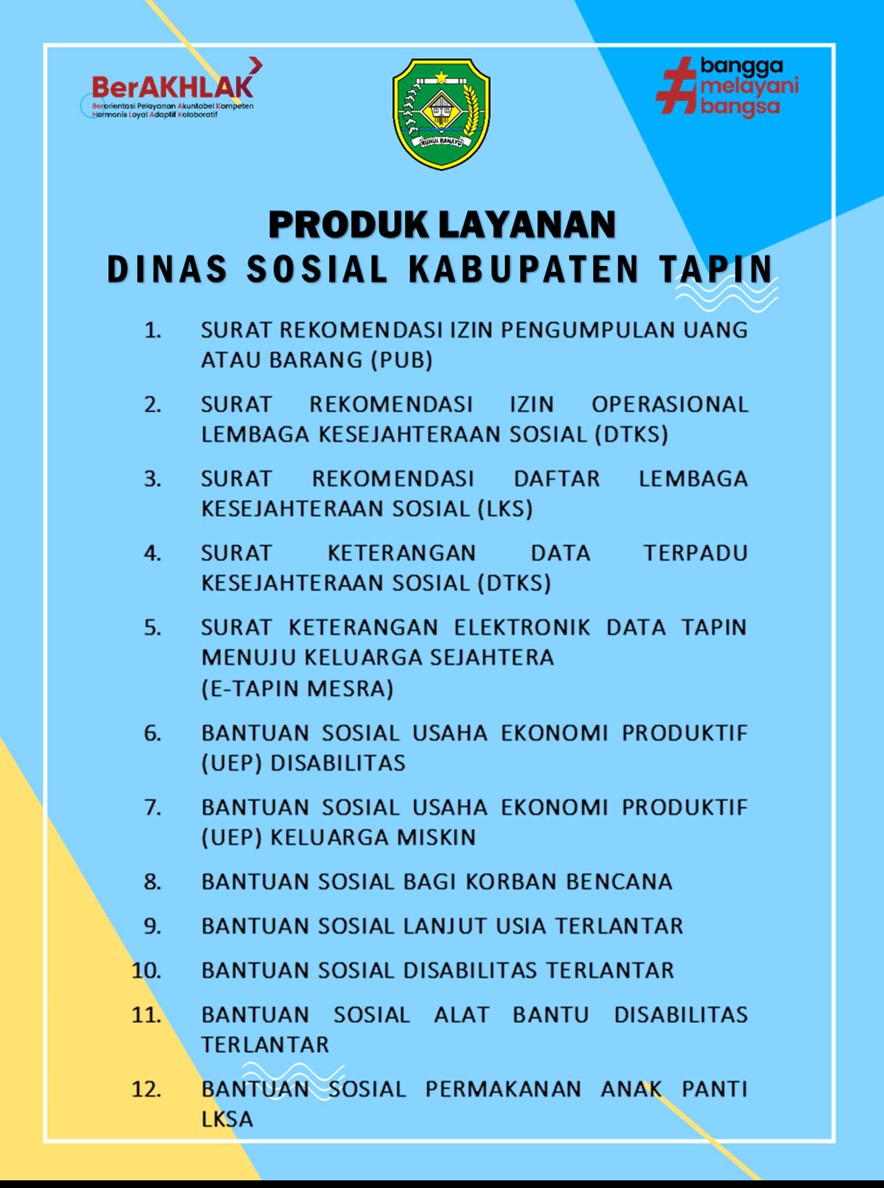 BerAKHLAK
Berorientasi Pelayanan Akuntabel Kompeten
Harmonis Loyal Adaptif Kolaboratif
RUHUI RAHAYU
#bangga
melayani
bangsa
PRODUK LAYANAN
DINAS SOSIAL KABUPATEN TAPIN
1. SURAT REKOMENDASI IZIN PENGUMPULAN UANG
ATAU BARANG (PUB)
2. SURAT REKOMENDASI IZIN OPERASIONAL
LEMBAGA KESEJAHTERAAN SOSIAL (DTKS)
3. SURAT REKOMENDASI DAFTAR LEMBAGA
KESEJAHTERAAN SOSIAL (LKS)
4. SURAT KETERANGAN DATA TERPADU
KESEJAHTERAAN SOSIAL (DTKS)
5. SURAT KETERANGAN ELEKTRONIK DATA TAPIN
MENUJU KELUARGA SEJAHTERA
(E-TAPIN MESRA)
6. BANTUAN SOSIAL USAHA EKONOMI PRODUKTIF
(UEP) DISABILITAS
7. BANTUAN SOSIAL USAHA EKONOMI PRODUKTIF
(UEP) KELUARGA MISKIN
8. BANTUAN SOSIAL BAGI KORBAN BENCANA
9. BANTUAN SOSIAL LANJUT USIA TERLANTAR
10. BANTUAN SOSIAL DISABILITAS TERLANTAR
11. BANTUAN SOSIAL ALAT BANTU DISABILITAS
TERLANTAR
12. BANTUAN SOSIAL PERMAKANAN ANAK PANTI
LKSA